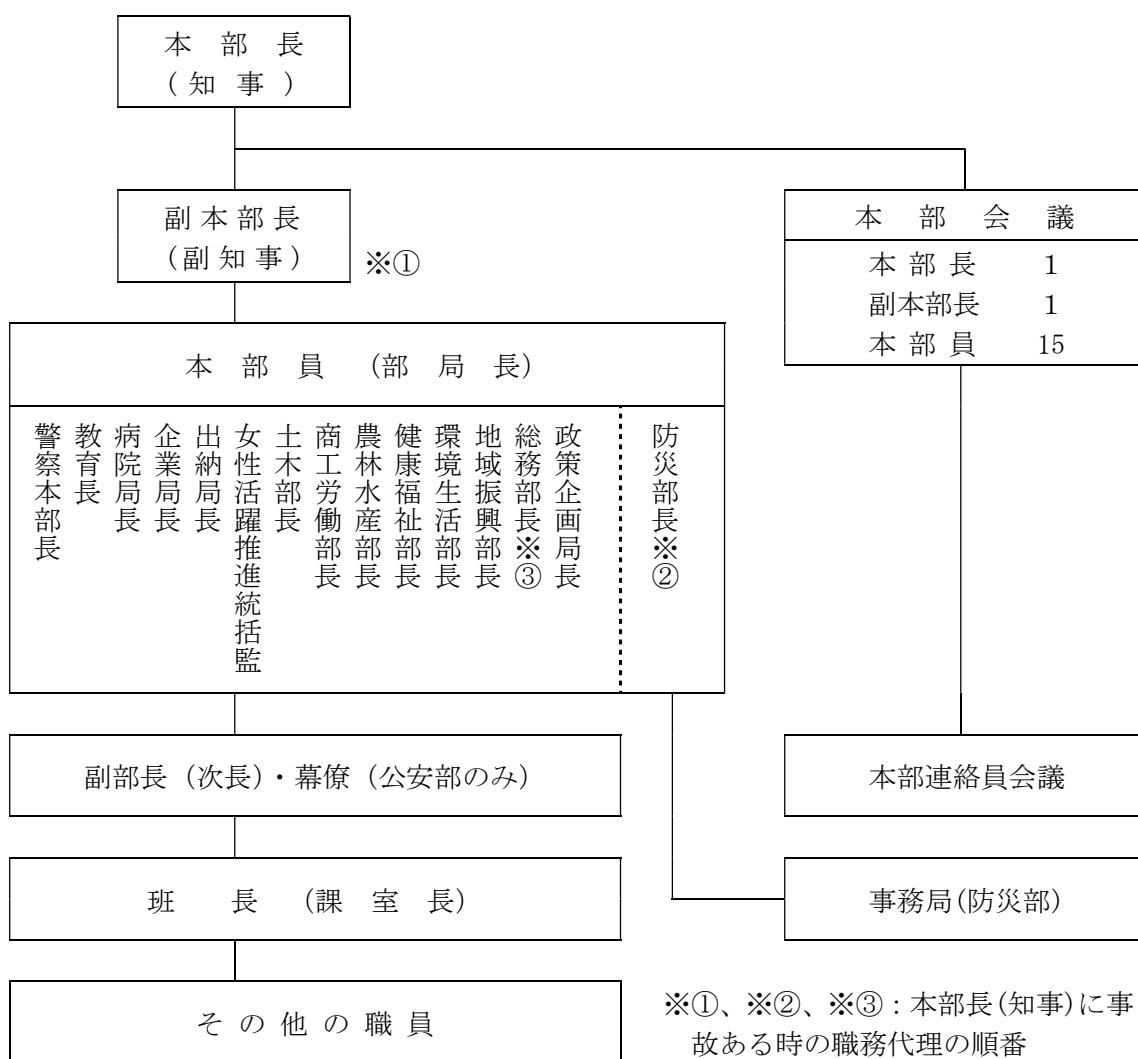 本部長
(知事)
副本部長
(副知事)
※①
本部会議
本部長 1
副本部長 1
本部員 15
本部員 (部局長)
防災部長※②
政策企画局長
総務部長※③
地域振興部長
環境生活部長
健康福祉部長
農林水産部長
商工労働部長
土木部長
女性活躍推進統括監
出納局長
企業局長
病院局長
教育長
警察本部長
副部長(次長)・幕僚(公安部のみ)
本部連絡員会議
班長 (課室長)
事務局(防災部)
その他の職員
※①、※②、※③:本部長(知事)に事
故ある時の職務代理の順番